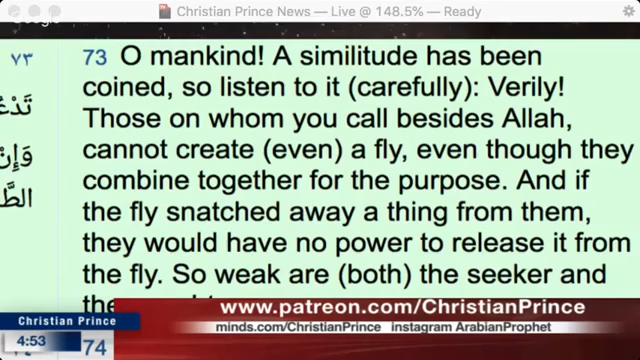 Christian Prince News — Live @ 148.5% — Ready
٧٣
73 O mankind! A similitude has been
coined, so listen to it (carefully): Verily!
Those on whom you call besides Allah,
cannot create (even) a fly, even though they
combine together for the purpose. And if
the fly snatched away a thing from them,
they would have no power to release it from
the fly. So weak are (both) the seeker and
74
وَإِنْ
www.patreon.com/ChristianPrince
minds.com/ChristianPrince instagram ArabianProphet
Christian Prince
4:53